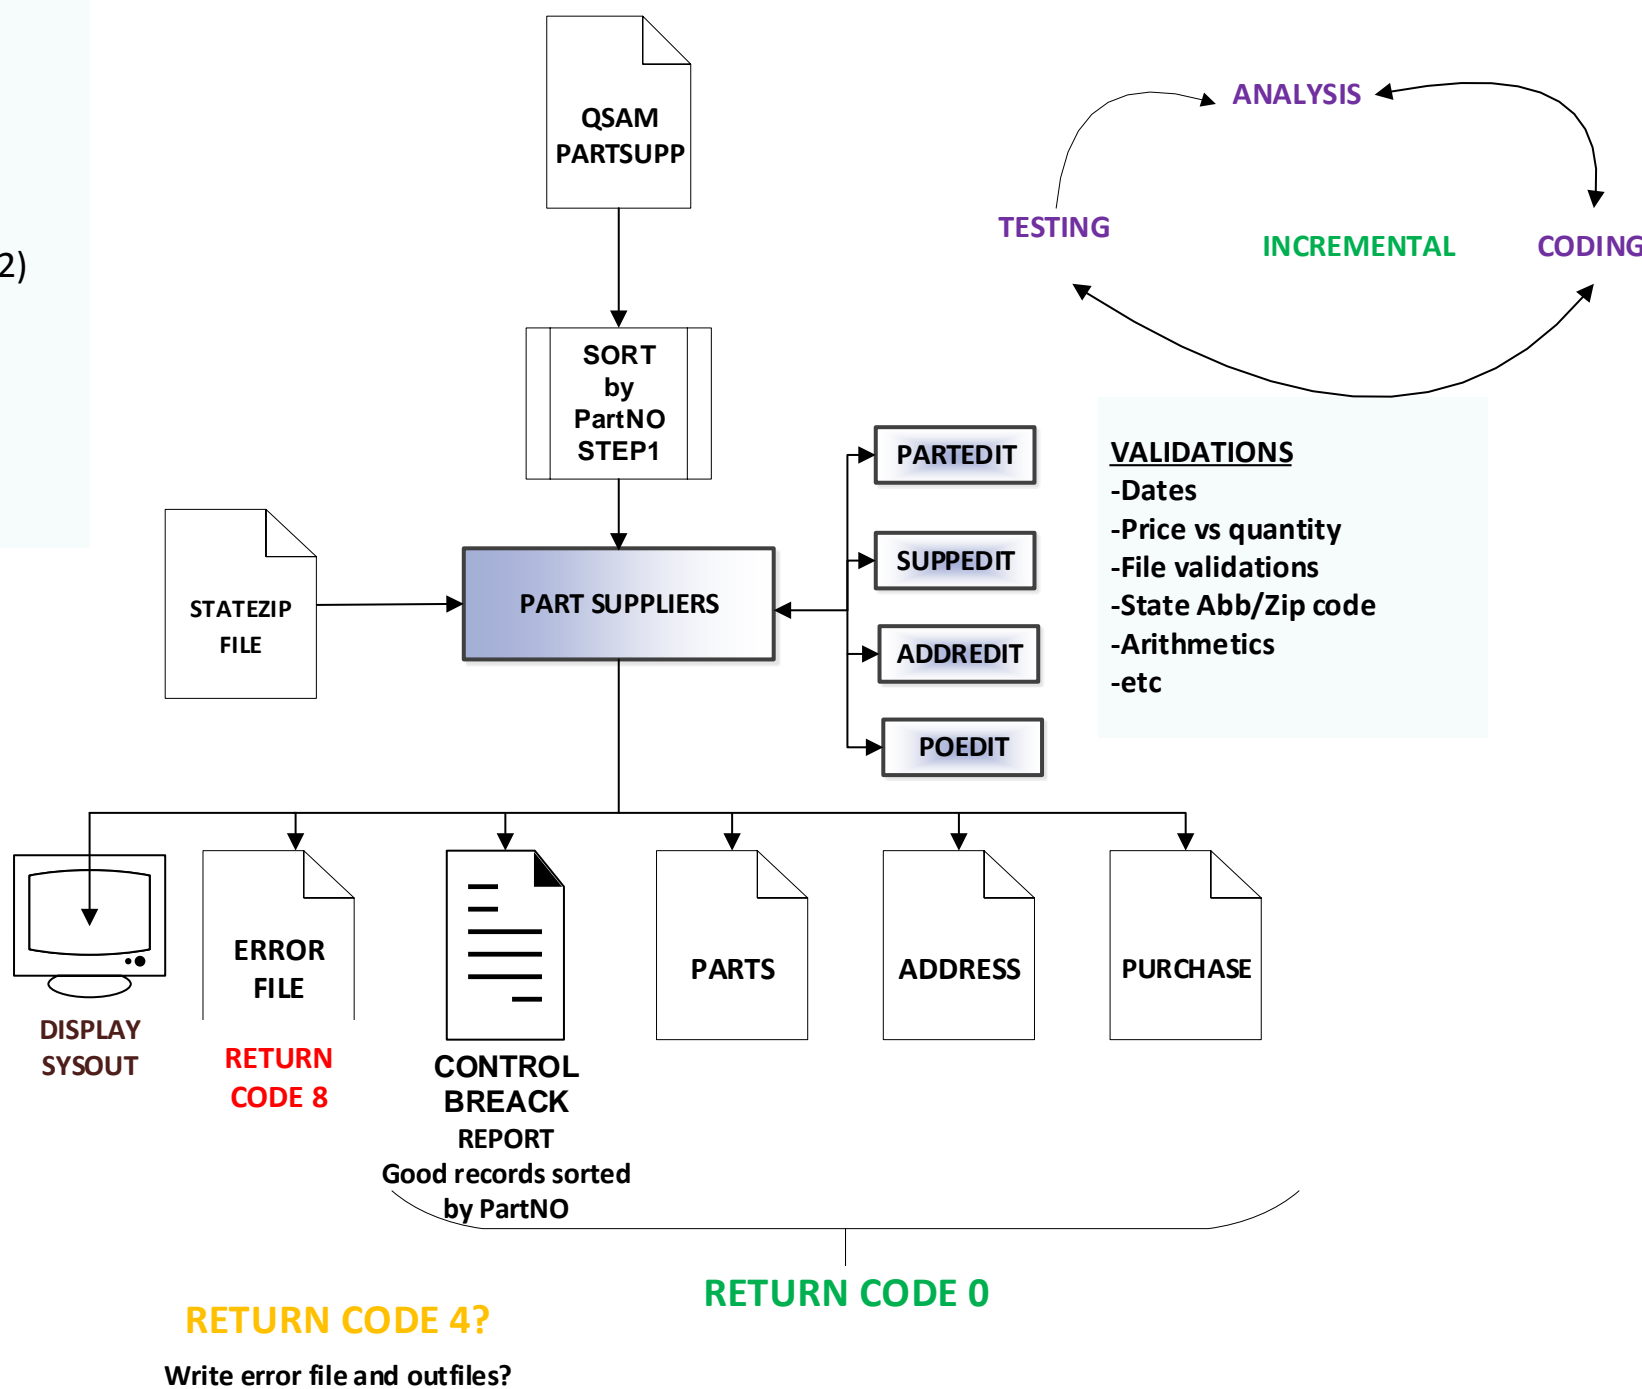 2)
QSAM
PARTSUPP
SORT
by
PartNO
STEP1
STATEZIP
FILE
PART SUPPLIERS
PARTEDIT
SUPPEDIT
ADDREDIT
POEDIT
ANALYSIS
TESTING
INCREMENTAL
CODING
VALIDATIONS
-Dates
-Price vs quantity
-File validations
-State Abb/Zip code
-Arithmetics
-etc
DISPLAY
SYSOUT
ERROR
FILE
RETURN
CODE 8
CONTROL
BREACK
REPORT
Good records sorted
by PartNO
PARTS
ADDRESS
PURCHASE
RETURN CODE 0
RETURN CODE 4?
Write error file and outfiles?